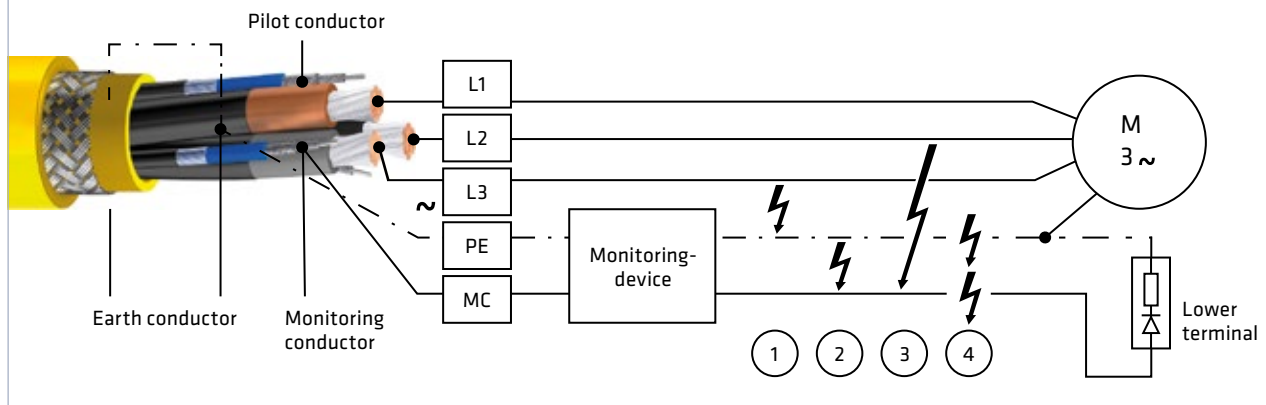 Pilot conductor
L1
L2
L3
~
PE
MC
M
3 ~
Monitoring-
device
Earth conductor
Monitoring
conductor
1
2
3
4
Lower
terminal